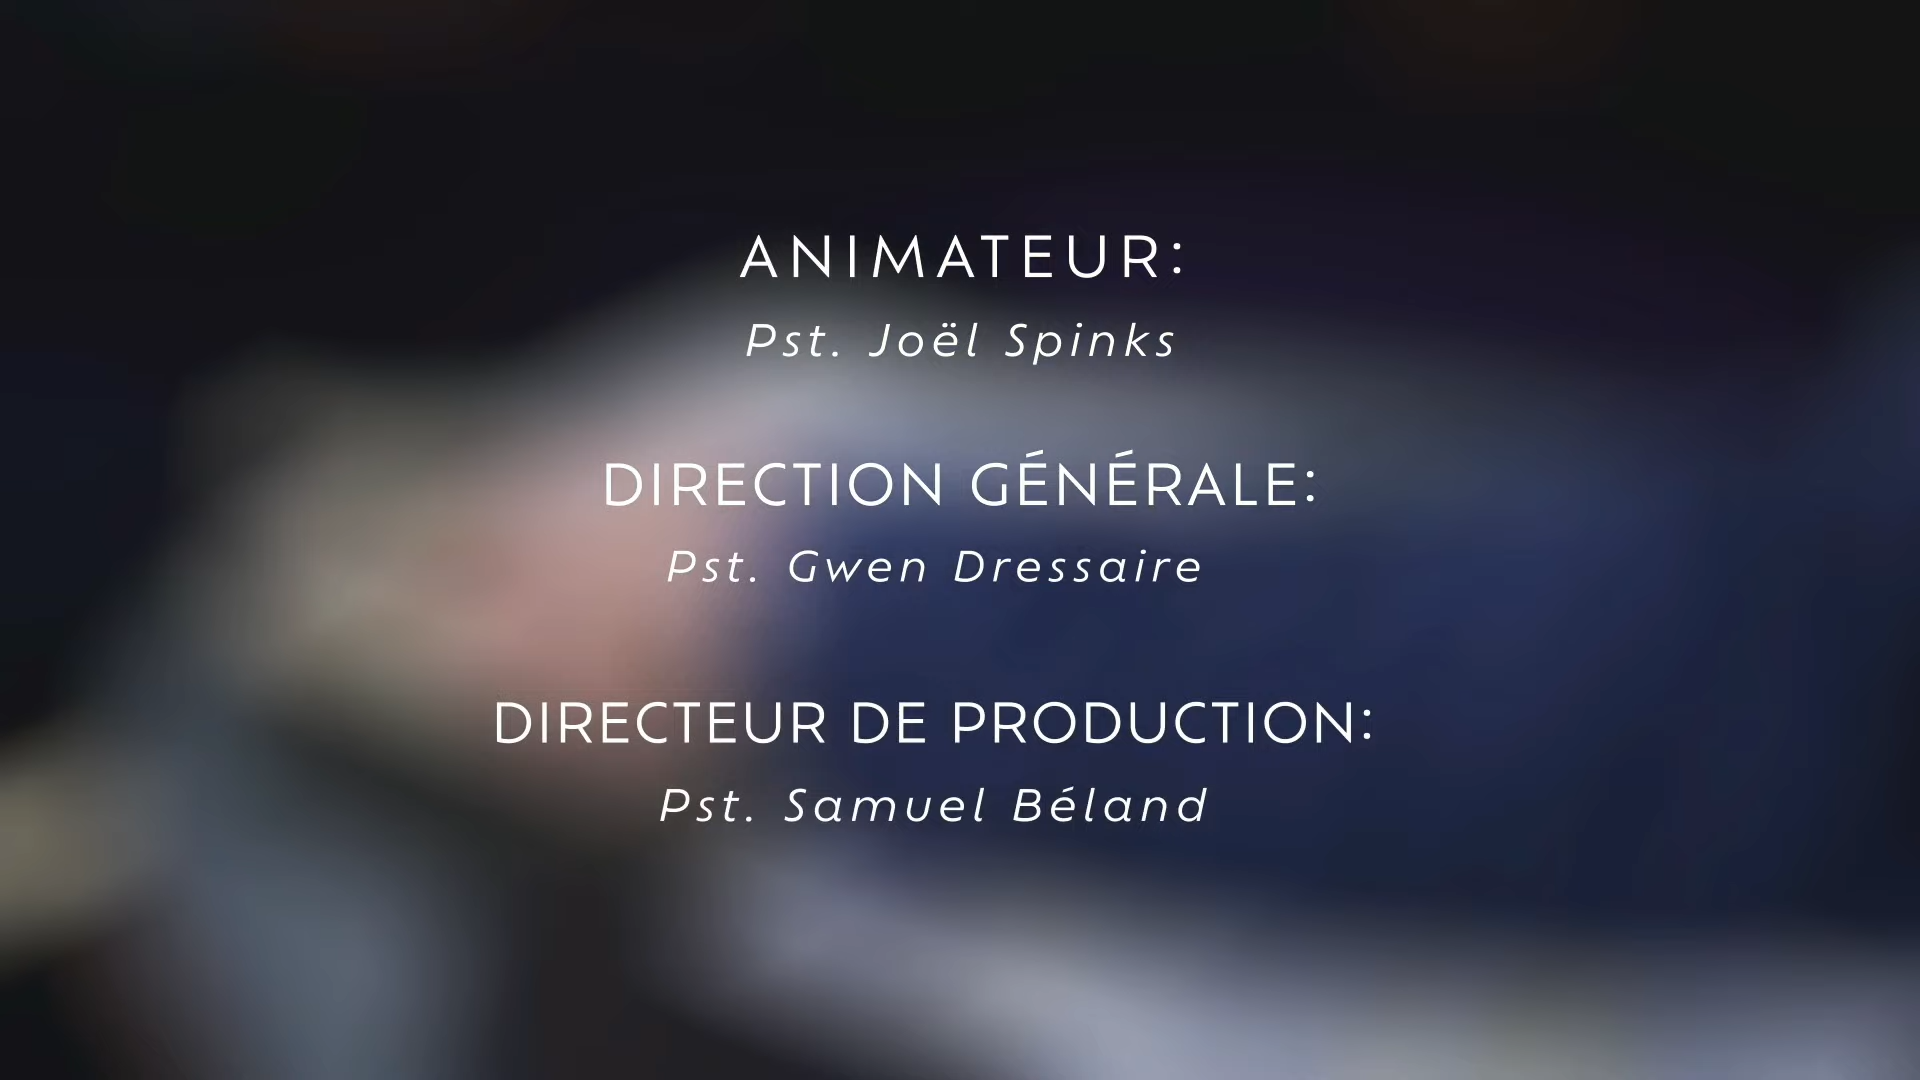 ANIMATEUR:
Pst. Joël Spinks
DIRECTION GÉNÉRALE:
Pst. Gwen Dressaire
DIRECTEUR DE PRODUCTION:
Pst. Samuel Béland